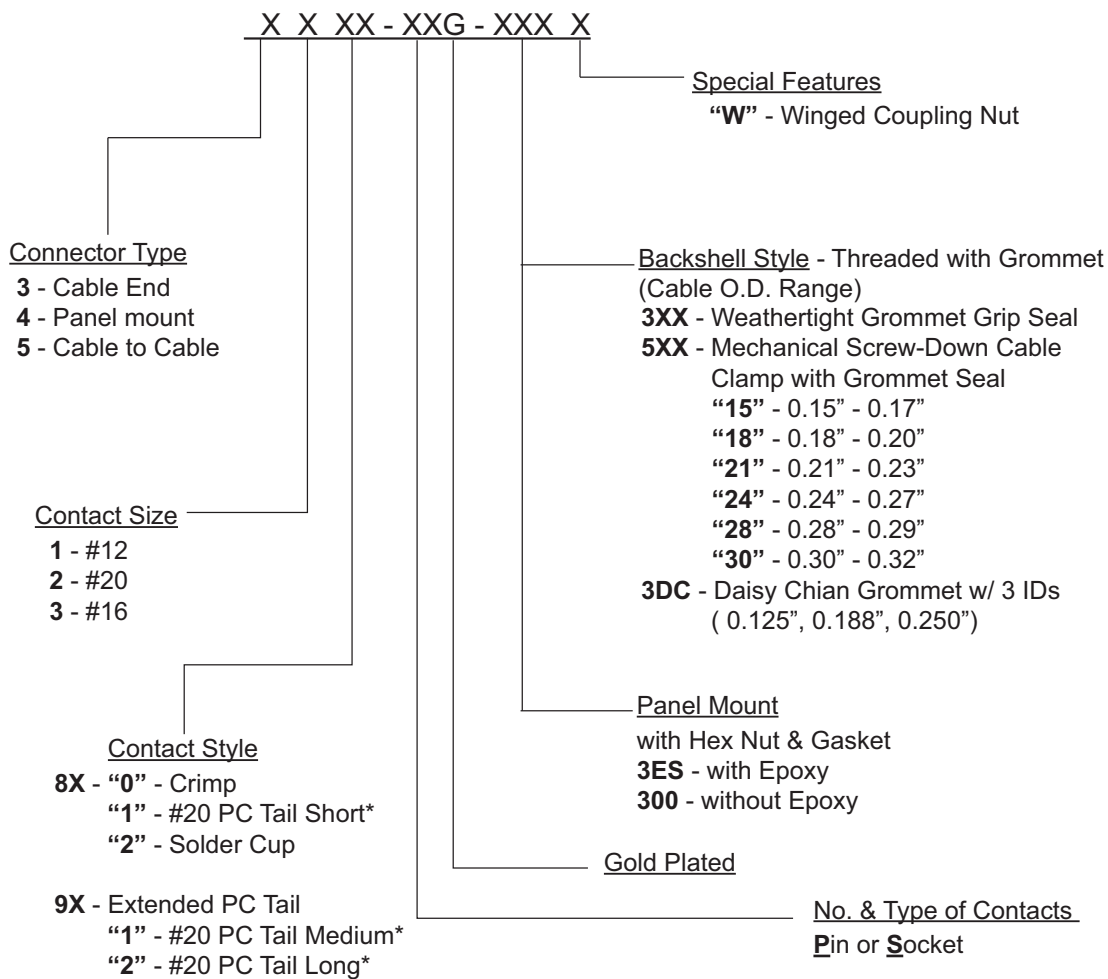 X X XX - XXG - XXX X
Special Features
“W” - Winged Coupling Nut
Connector Type
3 - Cable End
4 - Panel mount
5 - Cable to Cable
Backshell Style - Threaded with Grommet
(Cable O.D. Range)
3XX - Weathertight Grommet Grip Seal
5XX - Mechanical Screw-Down Cable
Clamp with Grommet Seal
“15” - 0.15” - 0.17”
“18” - 0.18” - 0.20”
“21” - 0.21” - 0.23”
“24” - 0.24” - 0.27”
“28” - 0.28” - 0.29”
“30” - 0.30” - 0.32”
3DC - Daisy Chian Grommet w/ 3 IDs
( 0.125”, 0.188”, 0.250”)
Contact Size
1 - #12
2 - #20
3 - #16
Panel Mount
with Hex Nut & Gasket
3ES - with Epoxy
300 - without Epoxy
Contact Style
8X - “0” - Crimp
“1” - #20 PC Tail Short*
“2” - Solder Cup
9X - Extended PC Tail
“1” - #20 PC Tail Medium*
“2” - #20 PC Tail Long*
Gold Plated
No. & Type of Contacts
Pin or Socket